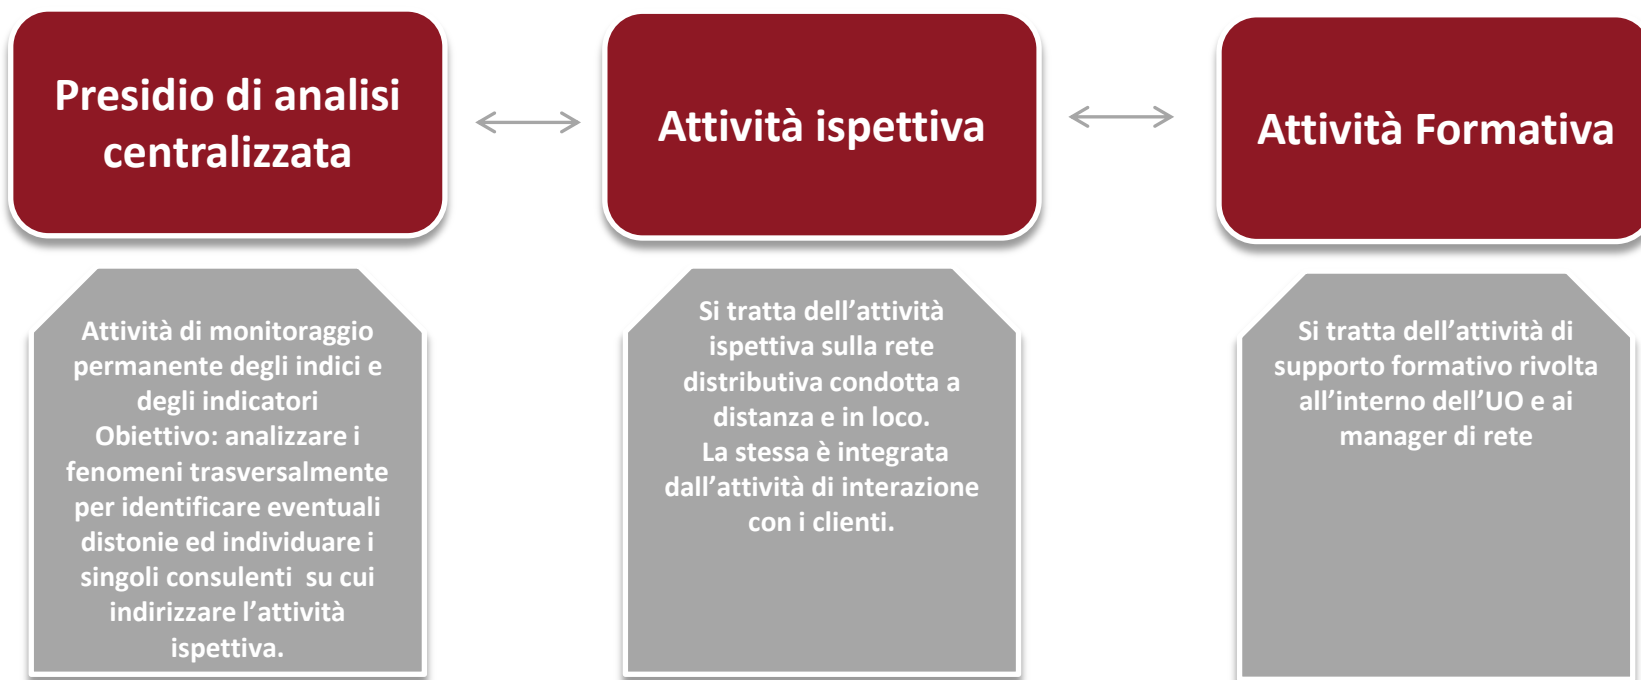 Presidio di analisi
centralizzata
Attività ispettiva
Attività Formativa
Attività di monitoraggio
permanente degli indici e
degli indicatori
Obiettivo: analizzare i
fenomeni trasversalmente
per identificare eventuali
distonie ed individuare i
singoli consulenti  su cui
indirizzare l’attività
ispettiva.
Si tratta dell’attività
ispettiva sulla rete
distributiva condotta a
distanza e in loco.
La stessa è integrata
dall’attività di interazione
con i clienti.
Si tratta dell’attività di
supporto formativo rivolta
all’interno dell’UO e ai
manager di rete